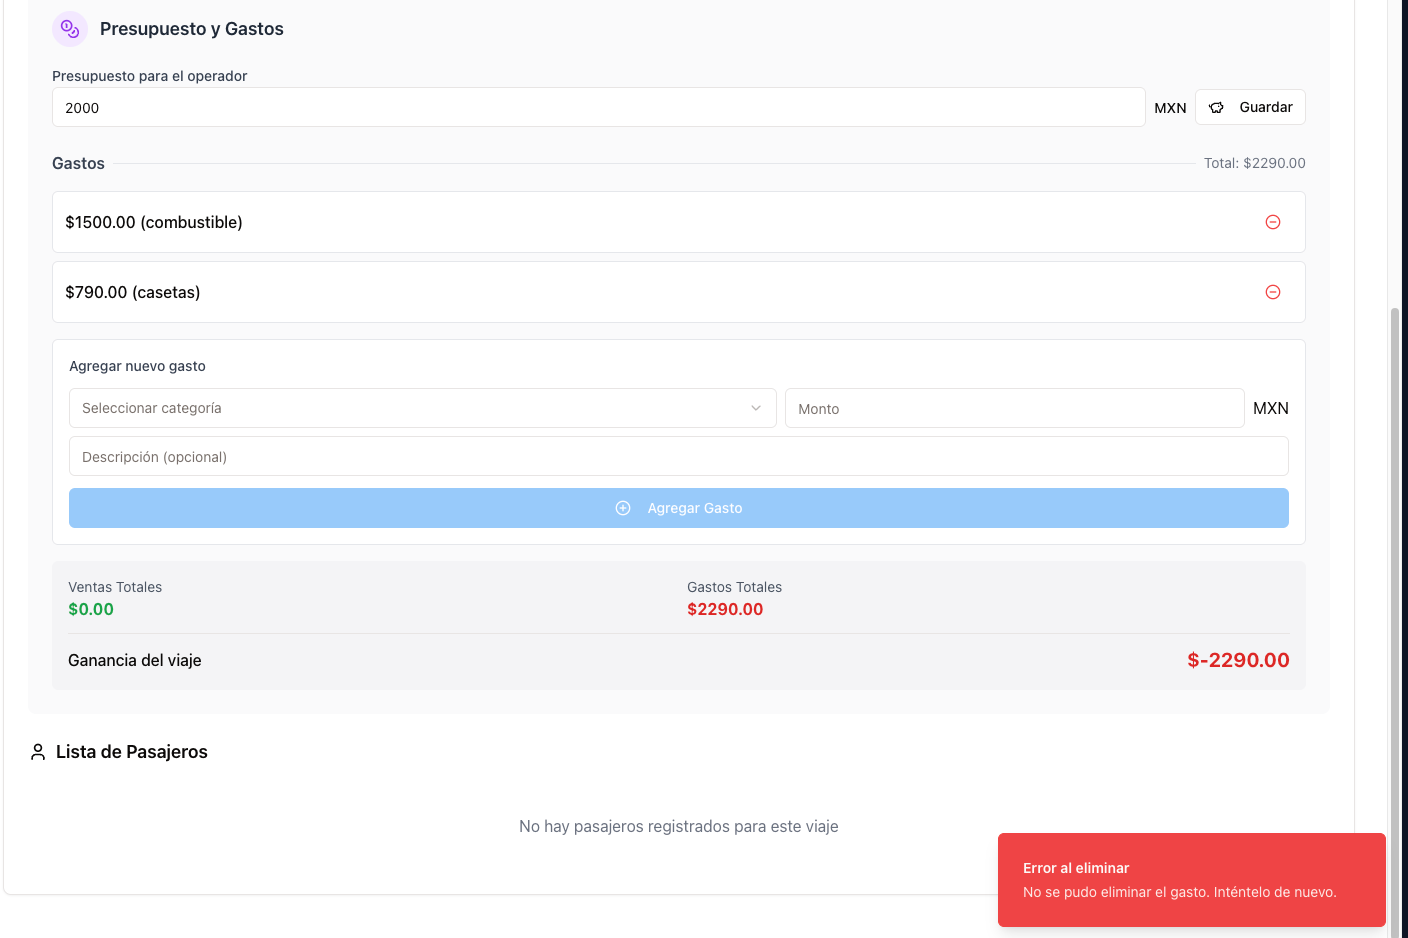 Presupuesto y Gastos
Presupuesto para el operador
2000 MXN Guardar
Gastos Total: $2290.00
$1500.00 (combustible)
$790.00 (casetas)
Agregar nuevo gasto
Seleccionar categoría Monto MXN
Descripción (opcional)
Agregar Gasto
Ventas Totales Gastos Totales
$0.00 $2290.00
Ganancia del viaje $-2290.00
Lista de Pasajeros
No hay pasajeros registrados para este viaje
Error al eliminar
No se pudo eliminar el gasto. Inténtelo de nuevo.